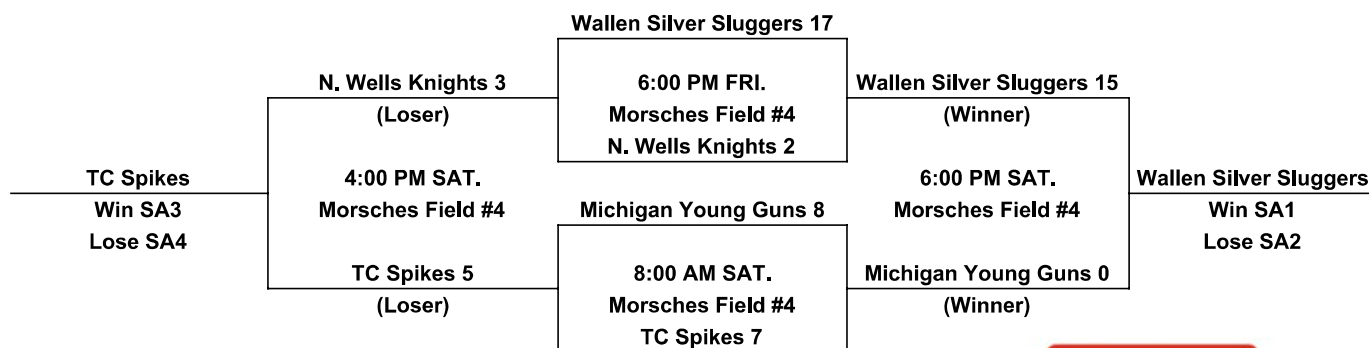 Wallen Silver Sluggers 17
N. Wells Knights 3
(Loser)
6:00 PM FRI.
Morsches Field #4
N. Wells Knights 2
Wallen Silver Sluggers 15
(Winner)
TC Spikes
Win SA3
Lose SA4
4:00 PM SAT.
Morsches Field #4
6:00 PM SAT.
Morsches Field #4
Wallen Silver Sluggers
Win SA1
Lose SA2
Michigan Young Guns 8
TC Spikes 5
(Loser)
8:00 AM SAT.
Morsches Field #4
TC Spikes 7
Michigan Young Guns 0
(Winner)